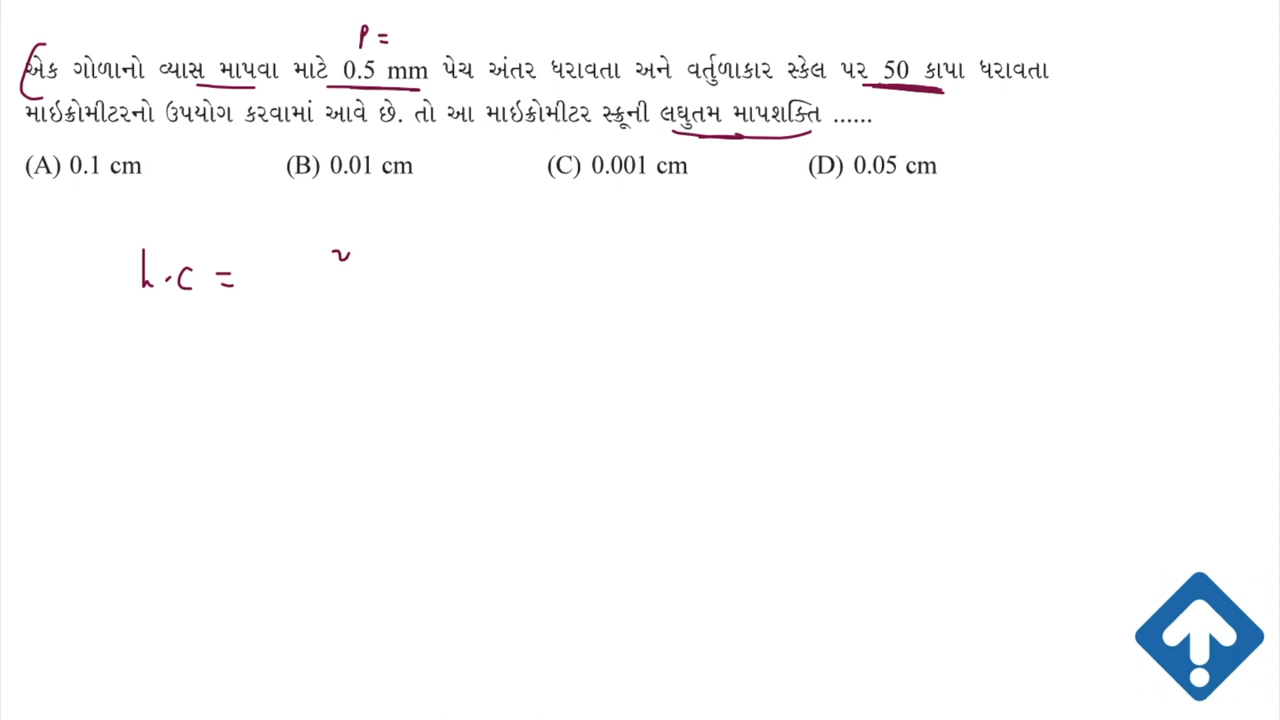 P =
એક ગોળાનો વ્યાસ માપવા માટે 0.5 mm પેચ અંતર ધરાવતા અને વર્તુળાકાર સ્કેલ પર 50 કાપા ધરાવતા
માઇક્રોમીટરનો ઉપયોગ કરવામાં આવે છે. તો આ માઇક્રોમીટર સ્ક્રૂની લઘુતમ માપશક્તિ ......
(A) 0.1 cm (B) 0.01 cm (C) 0.001 cm (D) 0.05 cm
L.C =